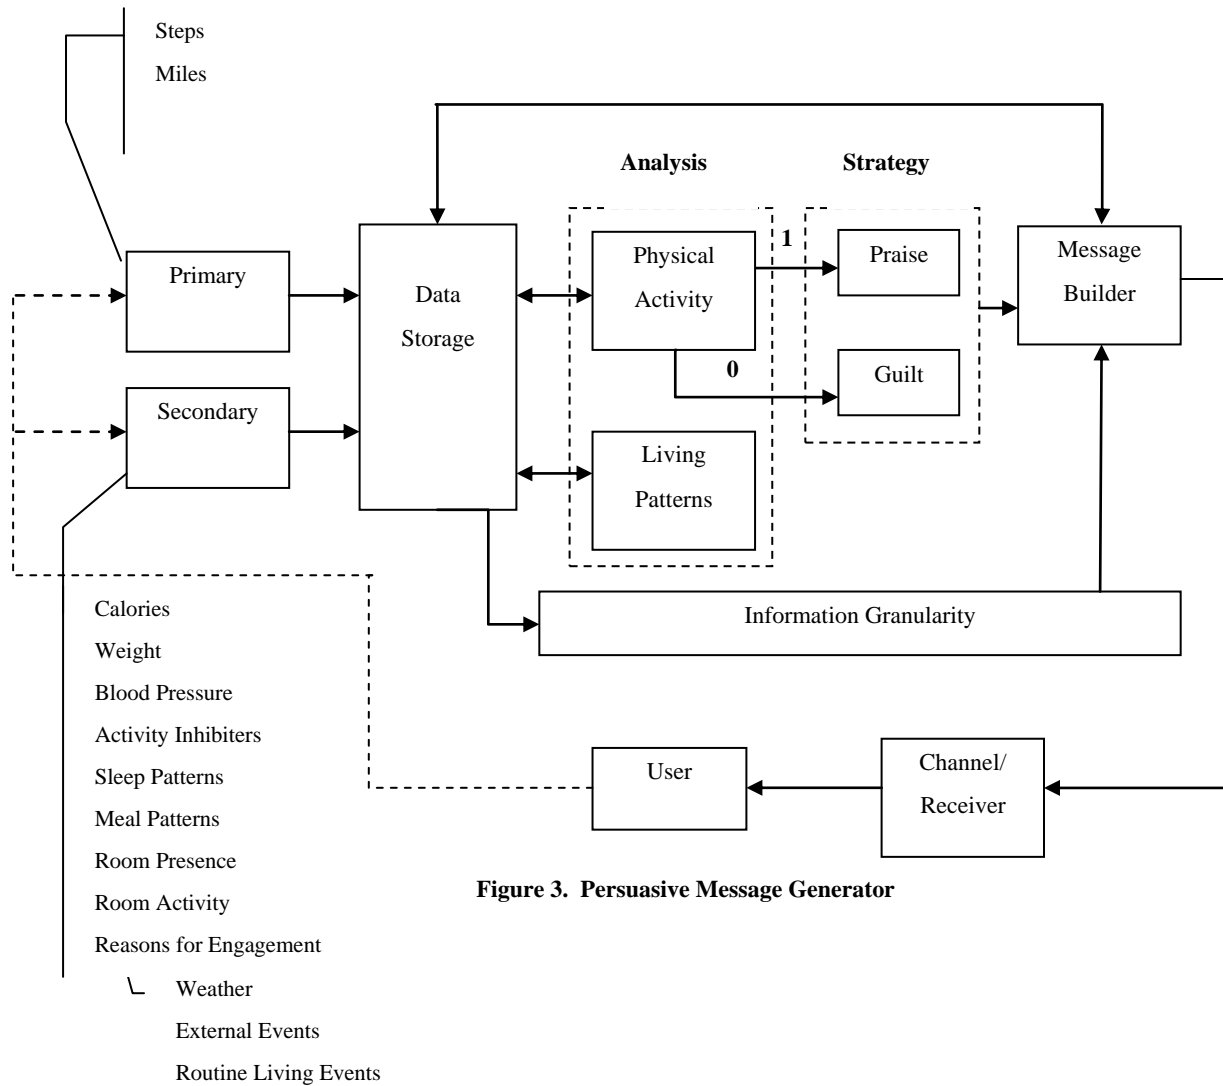 Steps
Miles
Analysis
Strategy
1
Primary
Data
Storage
Physical
Activity
Praise
Message
Builder
0
Guilt
Secondary
Living
Patterns
Information Granularity
Calories
Weight
Blood Pressure
Activity Inhibiters
Sleep Patterns
Meal Patterns
Room Presence
Room Activity
Reasons for Engagement
Weather
External Events
Routine Living Events
User
Channel/
Receiver
Figure 3.  Persuasive Message Generator